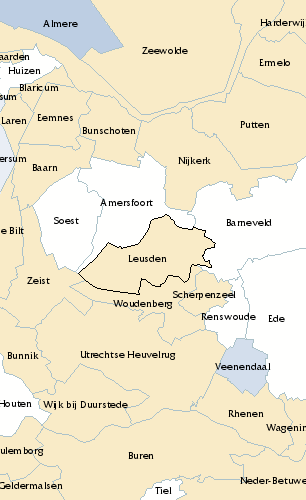 Almere
Harderwij
Zeewolde
aarden
Ermelo
Huizen
Blaricum
sum
Laren
Eemnes
Putten
Bunschoten
ersum
Nijkerk
Baarn
Amersfoort
Soest
Barneveld
e Bilt
Leusden
Zeist
Scherpenzeel
Woudenberg
Renswoude
Ede
Utrechtse Heuvelrug
Bunnik
Veenendaal
Houten
Wijk bij Duurstede
Rhenen
Wagenin
ulemborg
Buren
Neder-Betuwe
Geldermalsen
Tiel